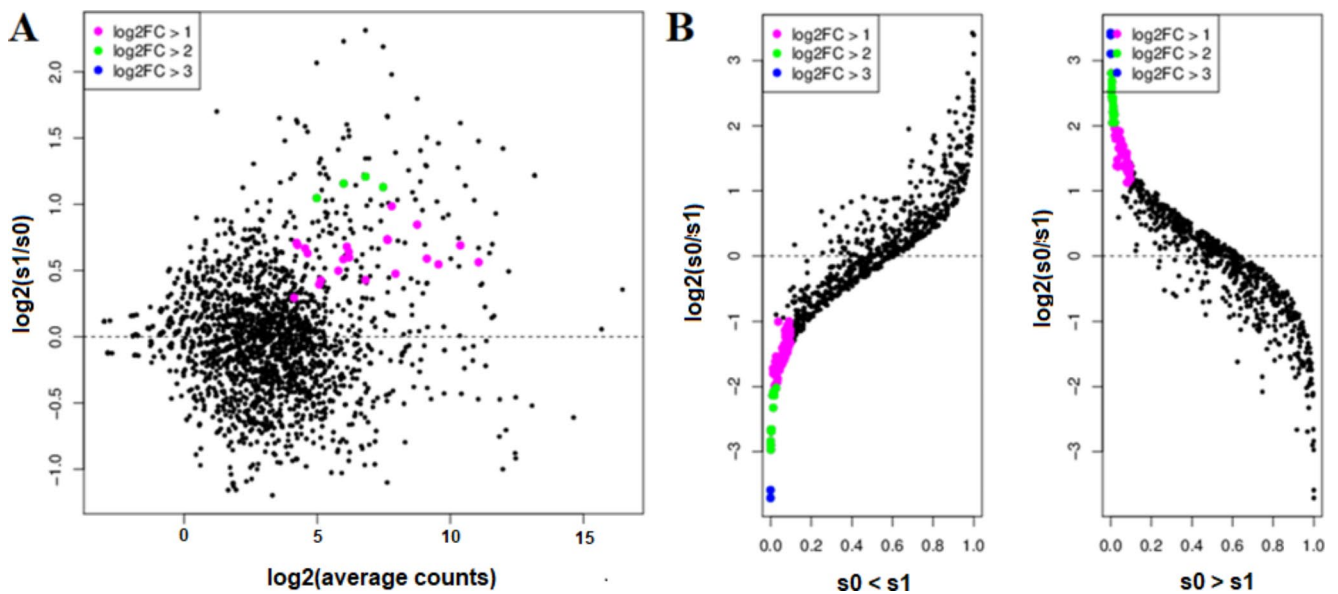 A
log2FC > 1
log2FC > 2
log2FC > 3
log2(s1/s0)
2.0
1.5
1.0
0.5
0.0
−0.5
−1.0
0
5
10
15
log2(average counts)
.
B
log2FC > 1
log2FC > 2
log2FC > 3
log2(s0/s1)
3
2
1
0
−1
−2
−3
0.0
0.2
0.4
0.6
0.8
1.0
s0 < s1
log2FC > 1
log2FC > 2
log2FC > 3
log2(s0/s1)
3
2
1
0
−1
−2
−3
0.0
0.2
0.4
0.6
0.8
1.0
s0 > s1